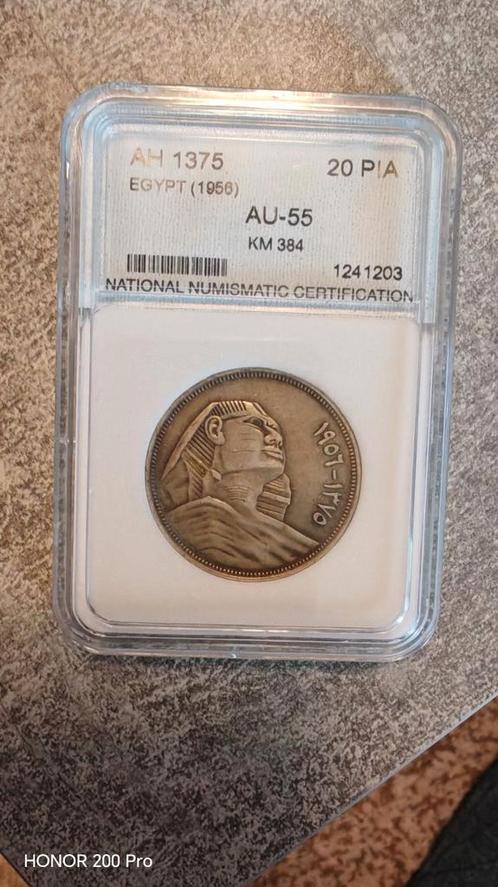 AH 1375
20 PIA
EGYPT (1956)
AU-55
KM 384
1241203
NATIONAL NUMISMATIC CERTIFICATION
١٩٥٦-١٣٧٥
HONOR 200 Pro